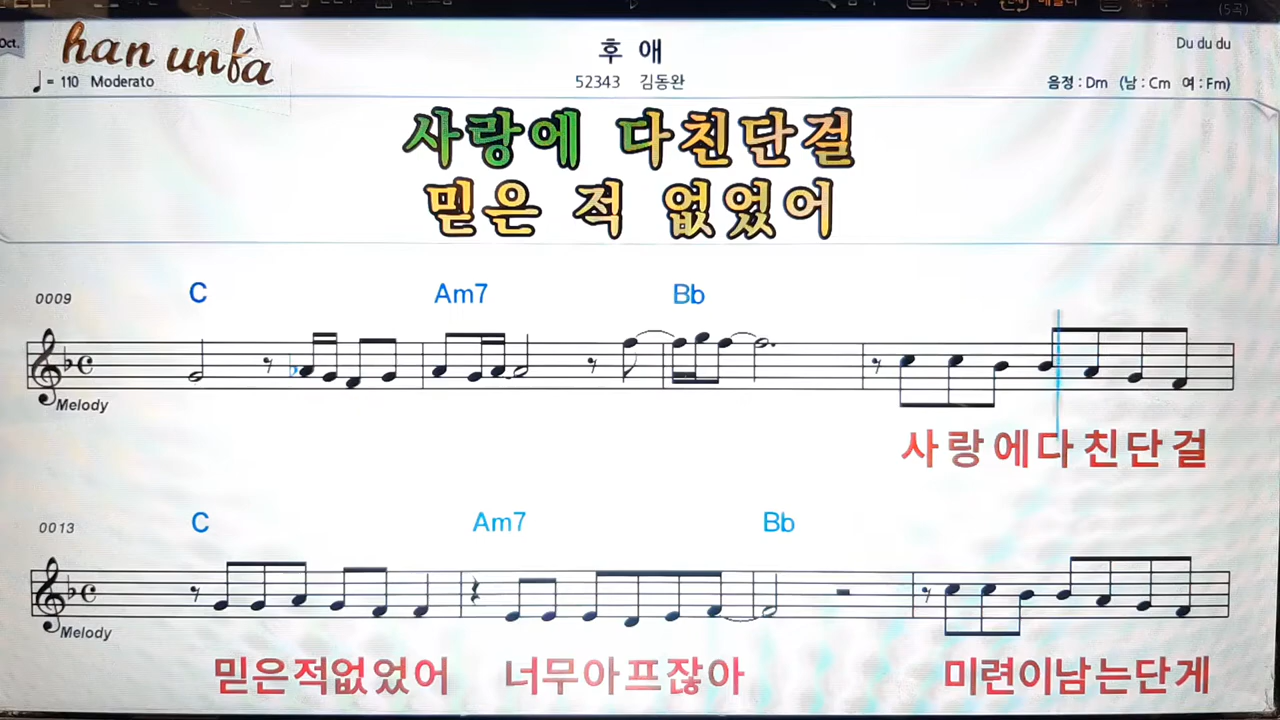 (5곡)
Oct.
han unfa
후 애
Du du du
♩= 110 Moderato
52343 김동완
음정 : Dm (남 : Cm 여 : Fm)
사랑에 다친단걸
믿은 적 없었어
0009
C Am7 Bb
Melody
사랑에다친단걸
0013
C Am7 Bb
Melody
믿은적없었어 너무아프잖아 미련이남는단게